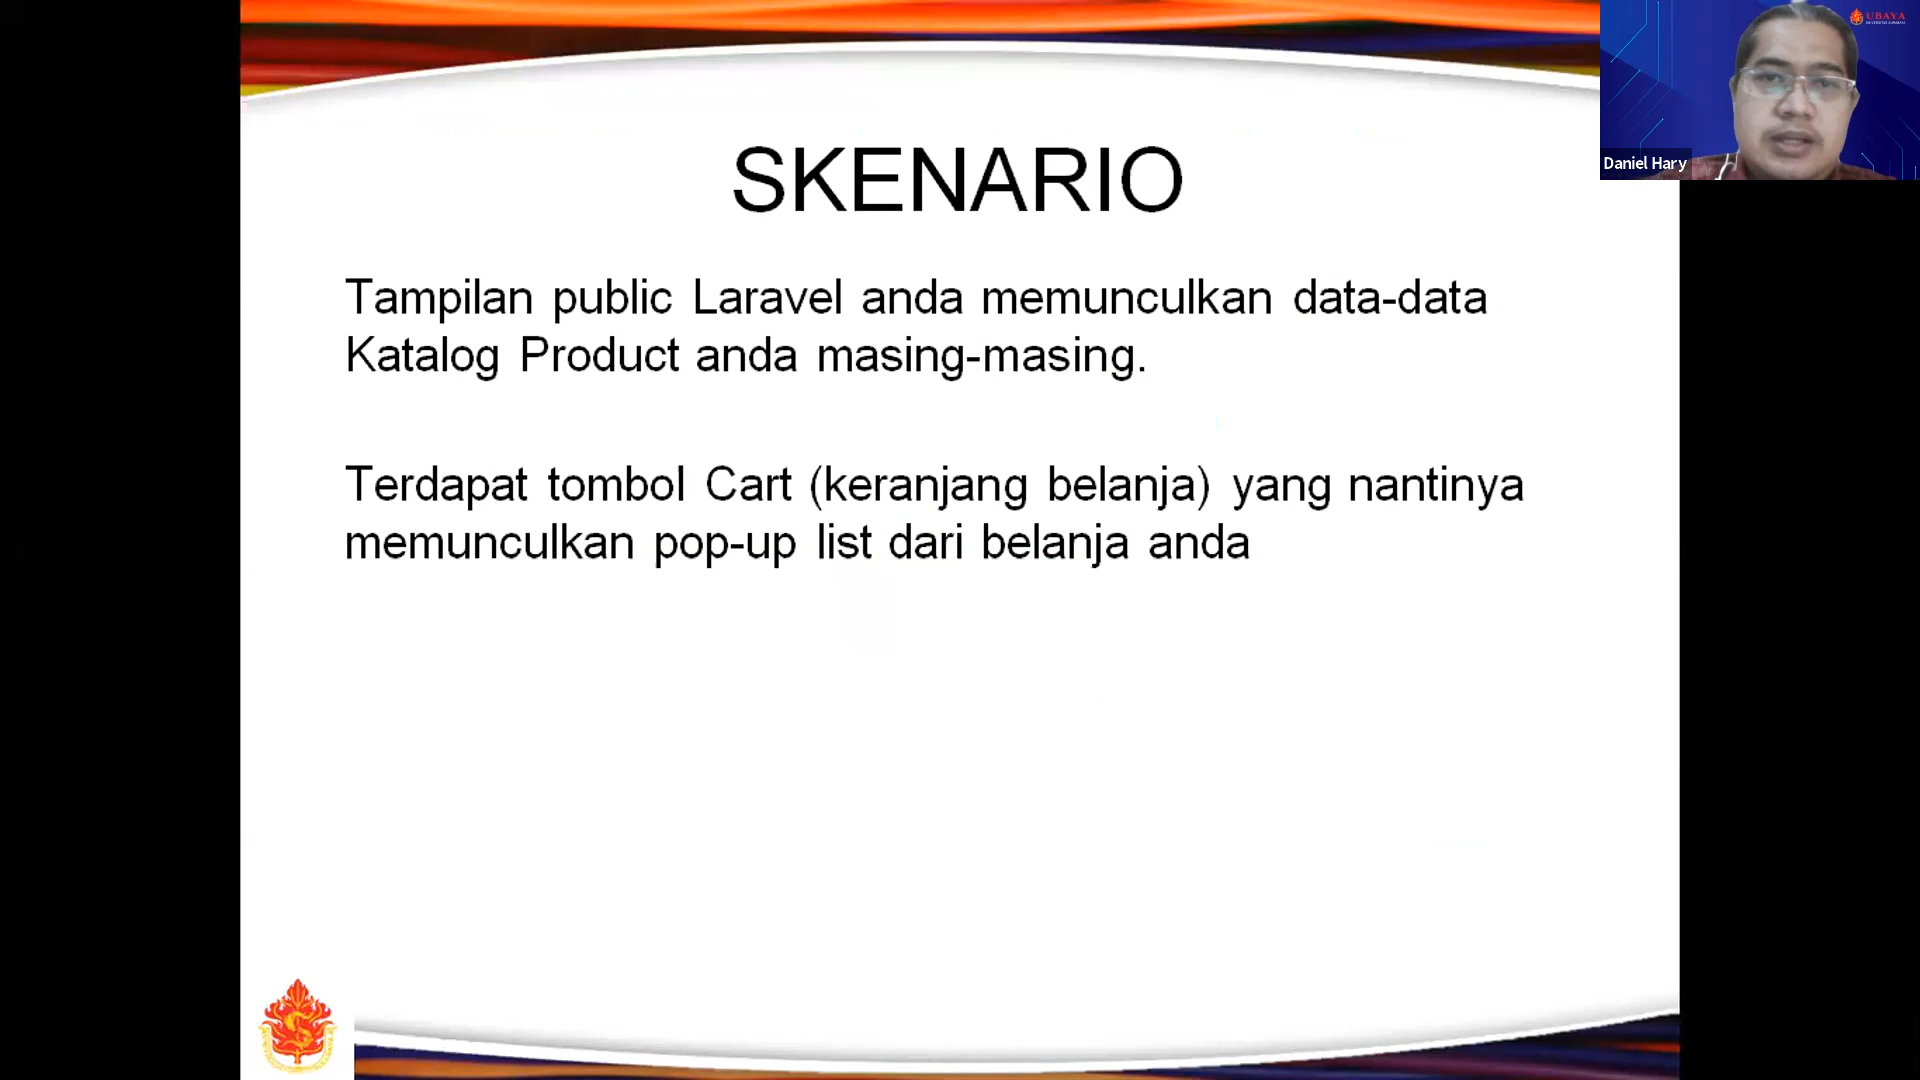 SKENARIO
Tampilan public Laravel anda memunculkan data-data
Katalog Product anda masing-masing.
Terdapat tombol Cart (keranjang belanja) yang nantinya
memunculkan pop-up list dari belanja anda
UBAYA
Daniel Hary